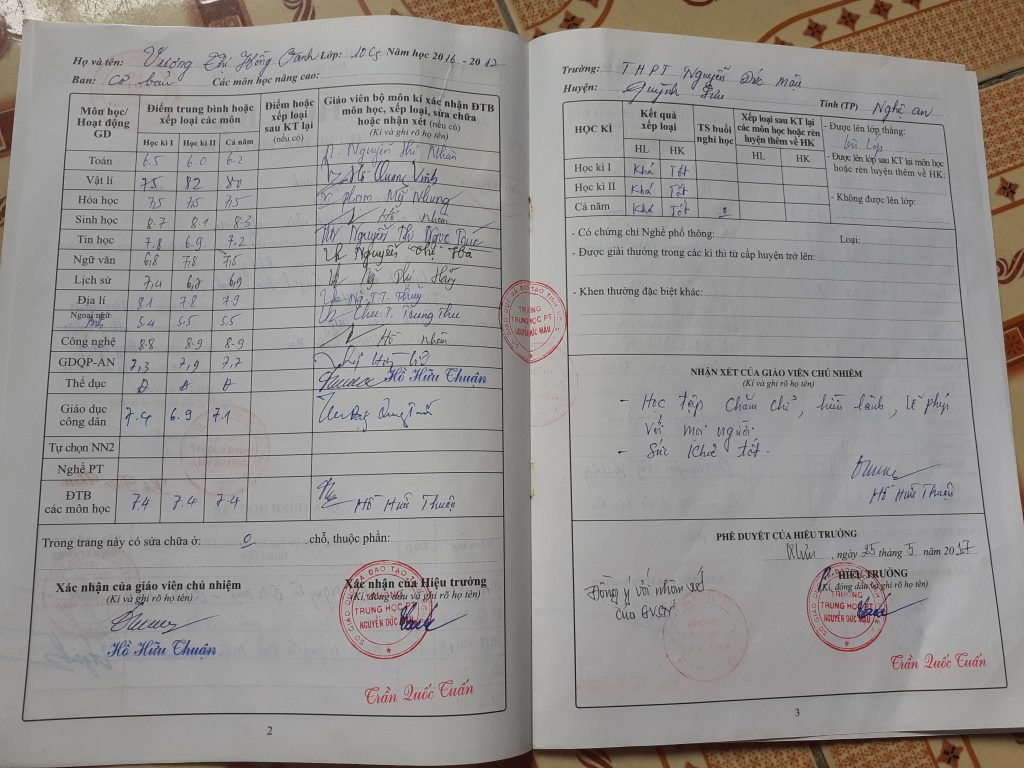 Họ và tên: Vương Thị Hồng Oanh Lớp: 10C5 Năm học 2016 - 2017
Ban: Cơ bản Các môn học nâng cao:
Môn học/ Hoạt động GD
Điểm trung bình hoặc xếp loại các môn
Học kì I Học kì II Cả năm
Điểm hoặc xếp loại sau KT lại (nếu có)
Giáo viên bộ môn kí xác nhận ĐTB môn học, xếp loại, sửa chữa hoặc nhận xét (nếu có)
(Kí và ghi rõ họ tên)
Toán 6.5 6.0 6.2 Nguyễn Thị Nhàn
Vật lí 7.5 8.2 8.0 Hồ Quang Vinh
Hóa học 7.5 7.5 7.5 Phạm Mỹ Nhung
Sinh học 8.7 8.1 8.3 Hồ Nhân
Tin học 7.8 6.9 7.2 Nguyễn Thị Ngọc
Ngữ văn 6,8 7,8 7,5 Nguyễn Thị Hà
Lịch sử 7,4 6,9
Địa lí 8.1 7.8 7.9 T.T. Thủy
Ngoại ngữ Anh 5.4 5.5 5.5 Chu T. Trung Thu
Công nghệ 8.8 8.9 8.9 Hồ Nhân
GDQP-AN 7,3 7,9 7,7
Thể dục Đ Đ Đ Hồ Hữu Thuận
Giáo dục công dân 7.4 6.9 7.1
Tự chọn NN2
Nghề PT
ĐTB các môn học 7.4 7.4 7.4 Hồ Hữu Thuận
Trong trang này có sửa chữa ở: 0 chỗ, thuộc phần:
Xác nhận của giáo viên chủ nhiệm
(Kí và ghi rõ họ tên)
Hồ Hữu Thuận
Xác nhận của Hiệu trưởng
(Kí, đóng dấu và ghi rõ họ tên)
TRƯỜNG
TRUNG HỌC PT
NGUYỄN ĐỨC MẬU
Trần Quốc Tuấn
2
TRƯỜNG
TRUNG HỌC PT
NGUYỄN ĐỨC MẬU
Trường: T.H.P.T Nguyễn Đức Mậu
Huyện: Quỳnh Lưu Tỉnh (TP) Nghệ an
HỌC KÌ
Kết quả xếp loại
HL HK
TS buổi nghỉ học
Xếp loại sau KT lại các môn học hoặc rèn luyện thêm về HK
HL HK
Học kì I Khá Tốt
Học kì II Khá Tốt
Cả năm Khá Tốt
- Được lên lớp thẳng:
lên lớp
- Được lên lớp sau KT lại môn học hoặc rèn luyện thêm về HK:
- Không được lên lớp:
- Có chứng chỉ Nghề phổ thông: Loại:
- Được giải thưởng trong các kì thi từ cấp huyện trở lên:
- Khen thưởng đặc biệt khác:
NHẬN XÉT CỦA GIÁO VIÊN CHỦ NHIỆM
(Kí và ghi rõ họ tên)
- Học tập Chăm Chỉ, hiền lành, lễ phép
với mọi người.
- Sức khoẻ tốt.
Hồ Hữu Thuận
PHÊ DUYỆT CỦA HIỆU TRƯỞNG
, ngày 25 tháng 5 năm 2017
HIỆU TRƯỞNG
(Kí, đóng dấu và ghi rõ họ tên)
Đồng ý với nhận xét
của GVCN
TRƯỜNG
TRUNG HỌC PT
NGUYỄN ĐỨC MẬU
Trần Quốc Tuấn
3